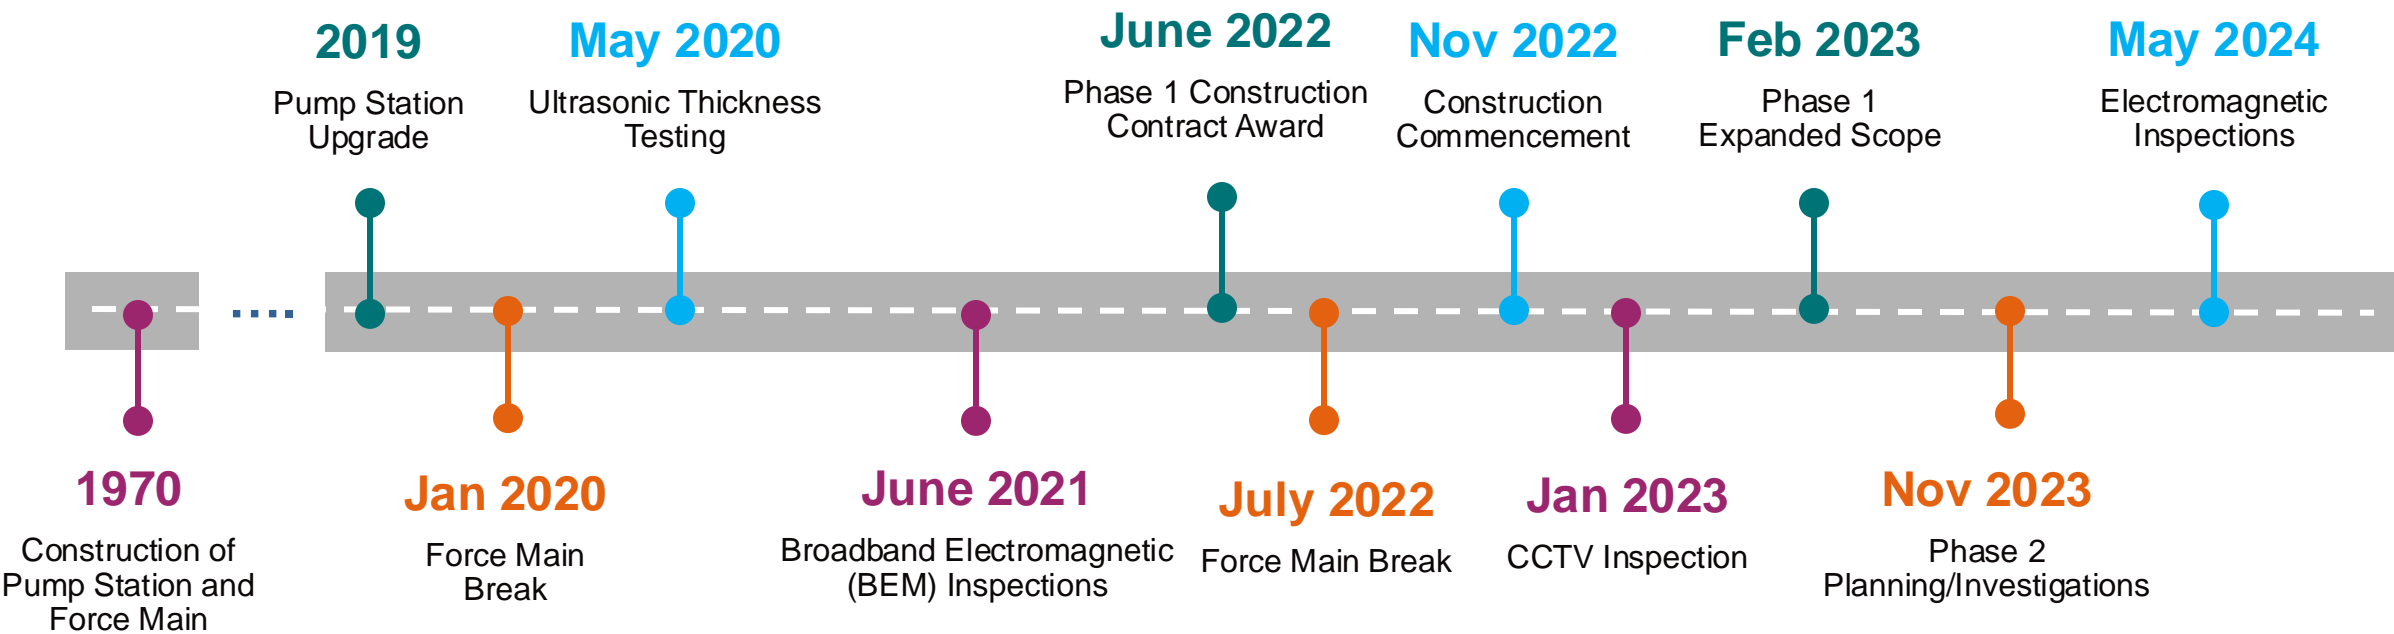 2019
Pump Station
Upgrade
May 2020
Ultrasonic Thickness
Testing
June 2022
Phase 1 Construction
Contract Award
Nov 2022
Construction
Commencement
Feb 2023
Phase 1
Expanded Scope
May 2024
Electromagnetic
Inspections
1970
Construction of
Pump Station and
Force Main
Jan 2020
Force Main
Break
June 2021
Broadband Electromagnetic
(BEM) Inspections
July 2022
Force Main Break
Jan 2023
CCTV Inspection
Nov 2023
Phase 2
Planning/Investigations